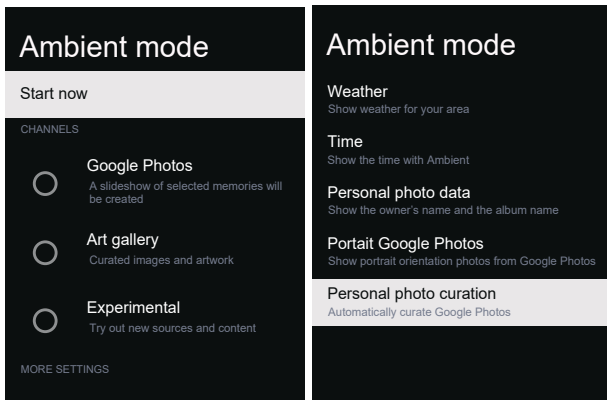 Ambient mode
Start now
CHANNELS
Google Photos
A slideshow of selected memories will
be created
Art gallery
Curated images and artwork
Experimental
Try out new sources and content
MORE SETTINGS
Ambient mode
Weather
Show weather for your area
Time
Show the time with Ambient
Personal photo data
Show the owner's name and the album name
Portait Google Photos
Show portrait orientation photos from Google Photos
Personal photo curation
Automatically curate Google Photos